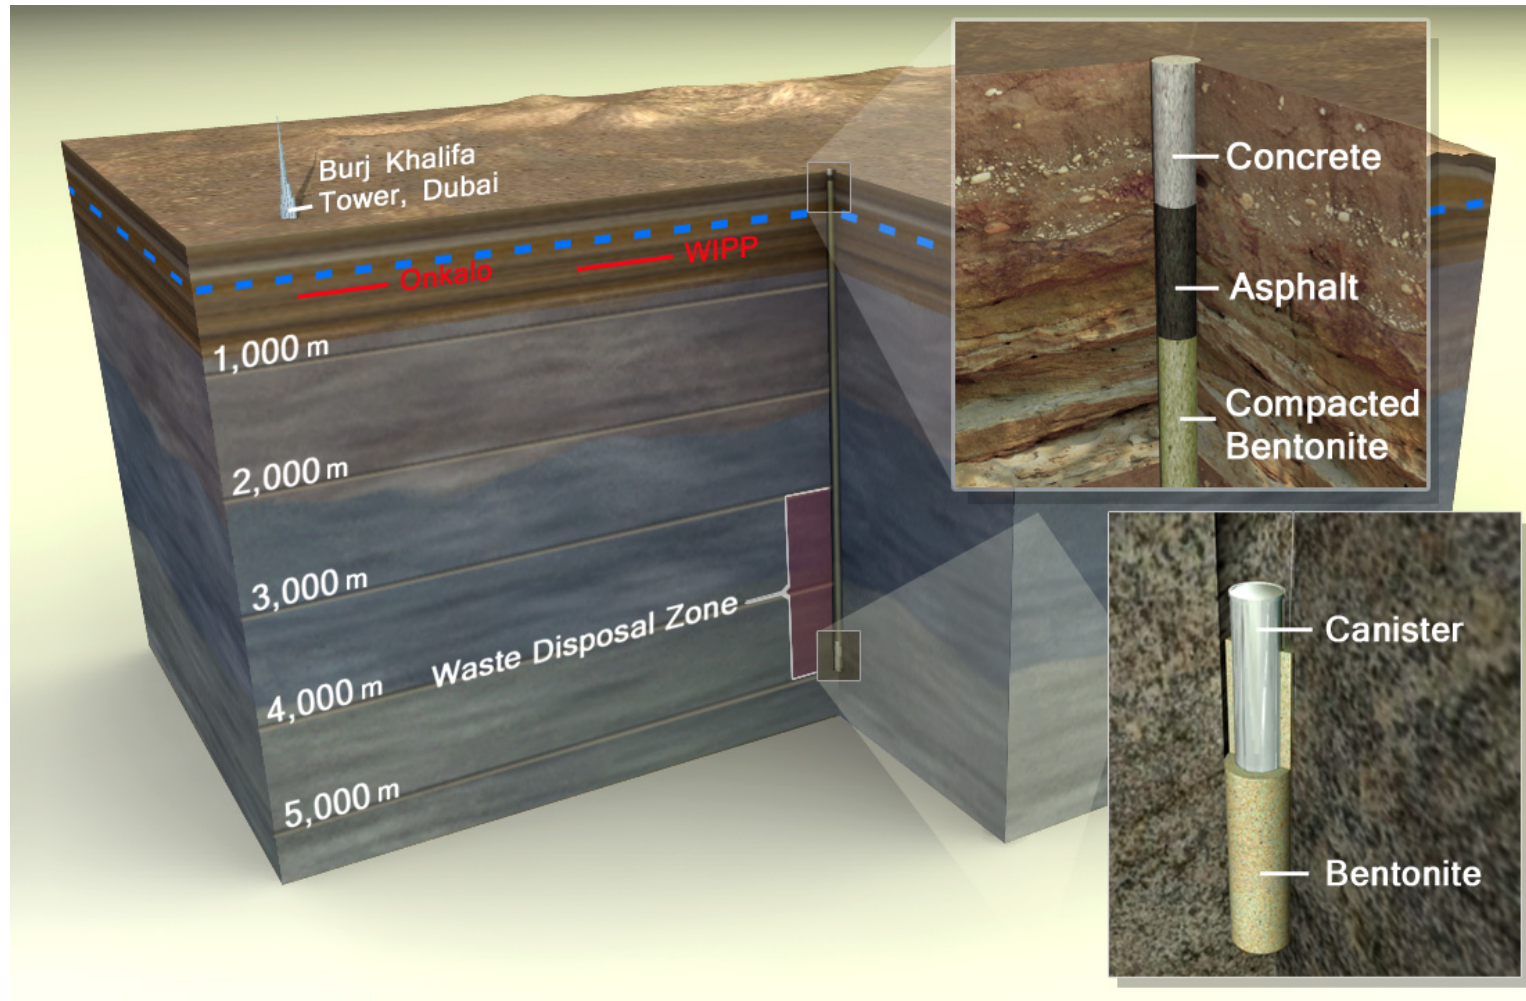 Burj Khalifa
Tower, Dubai
Onkalo
WIPP
1,000 m
2,000 m
3,000 m
4,000 m
5,000 m
Waste Disposal Zone
Concrete
Asphalt
Compacted
Bentonite
Canister
Bentonite